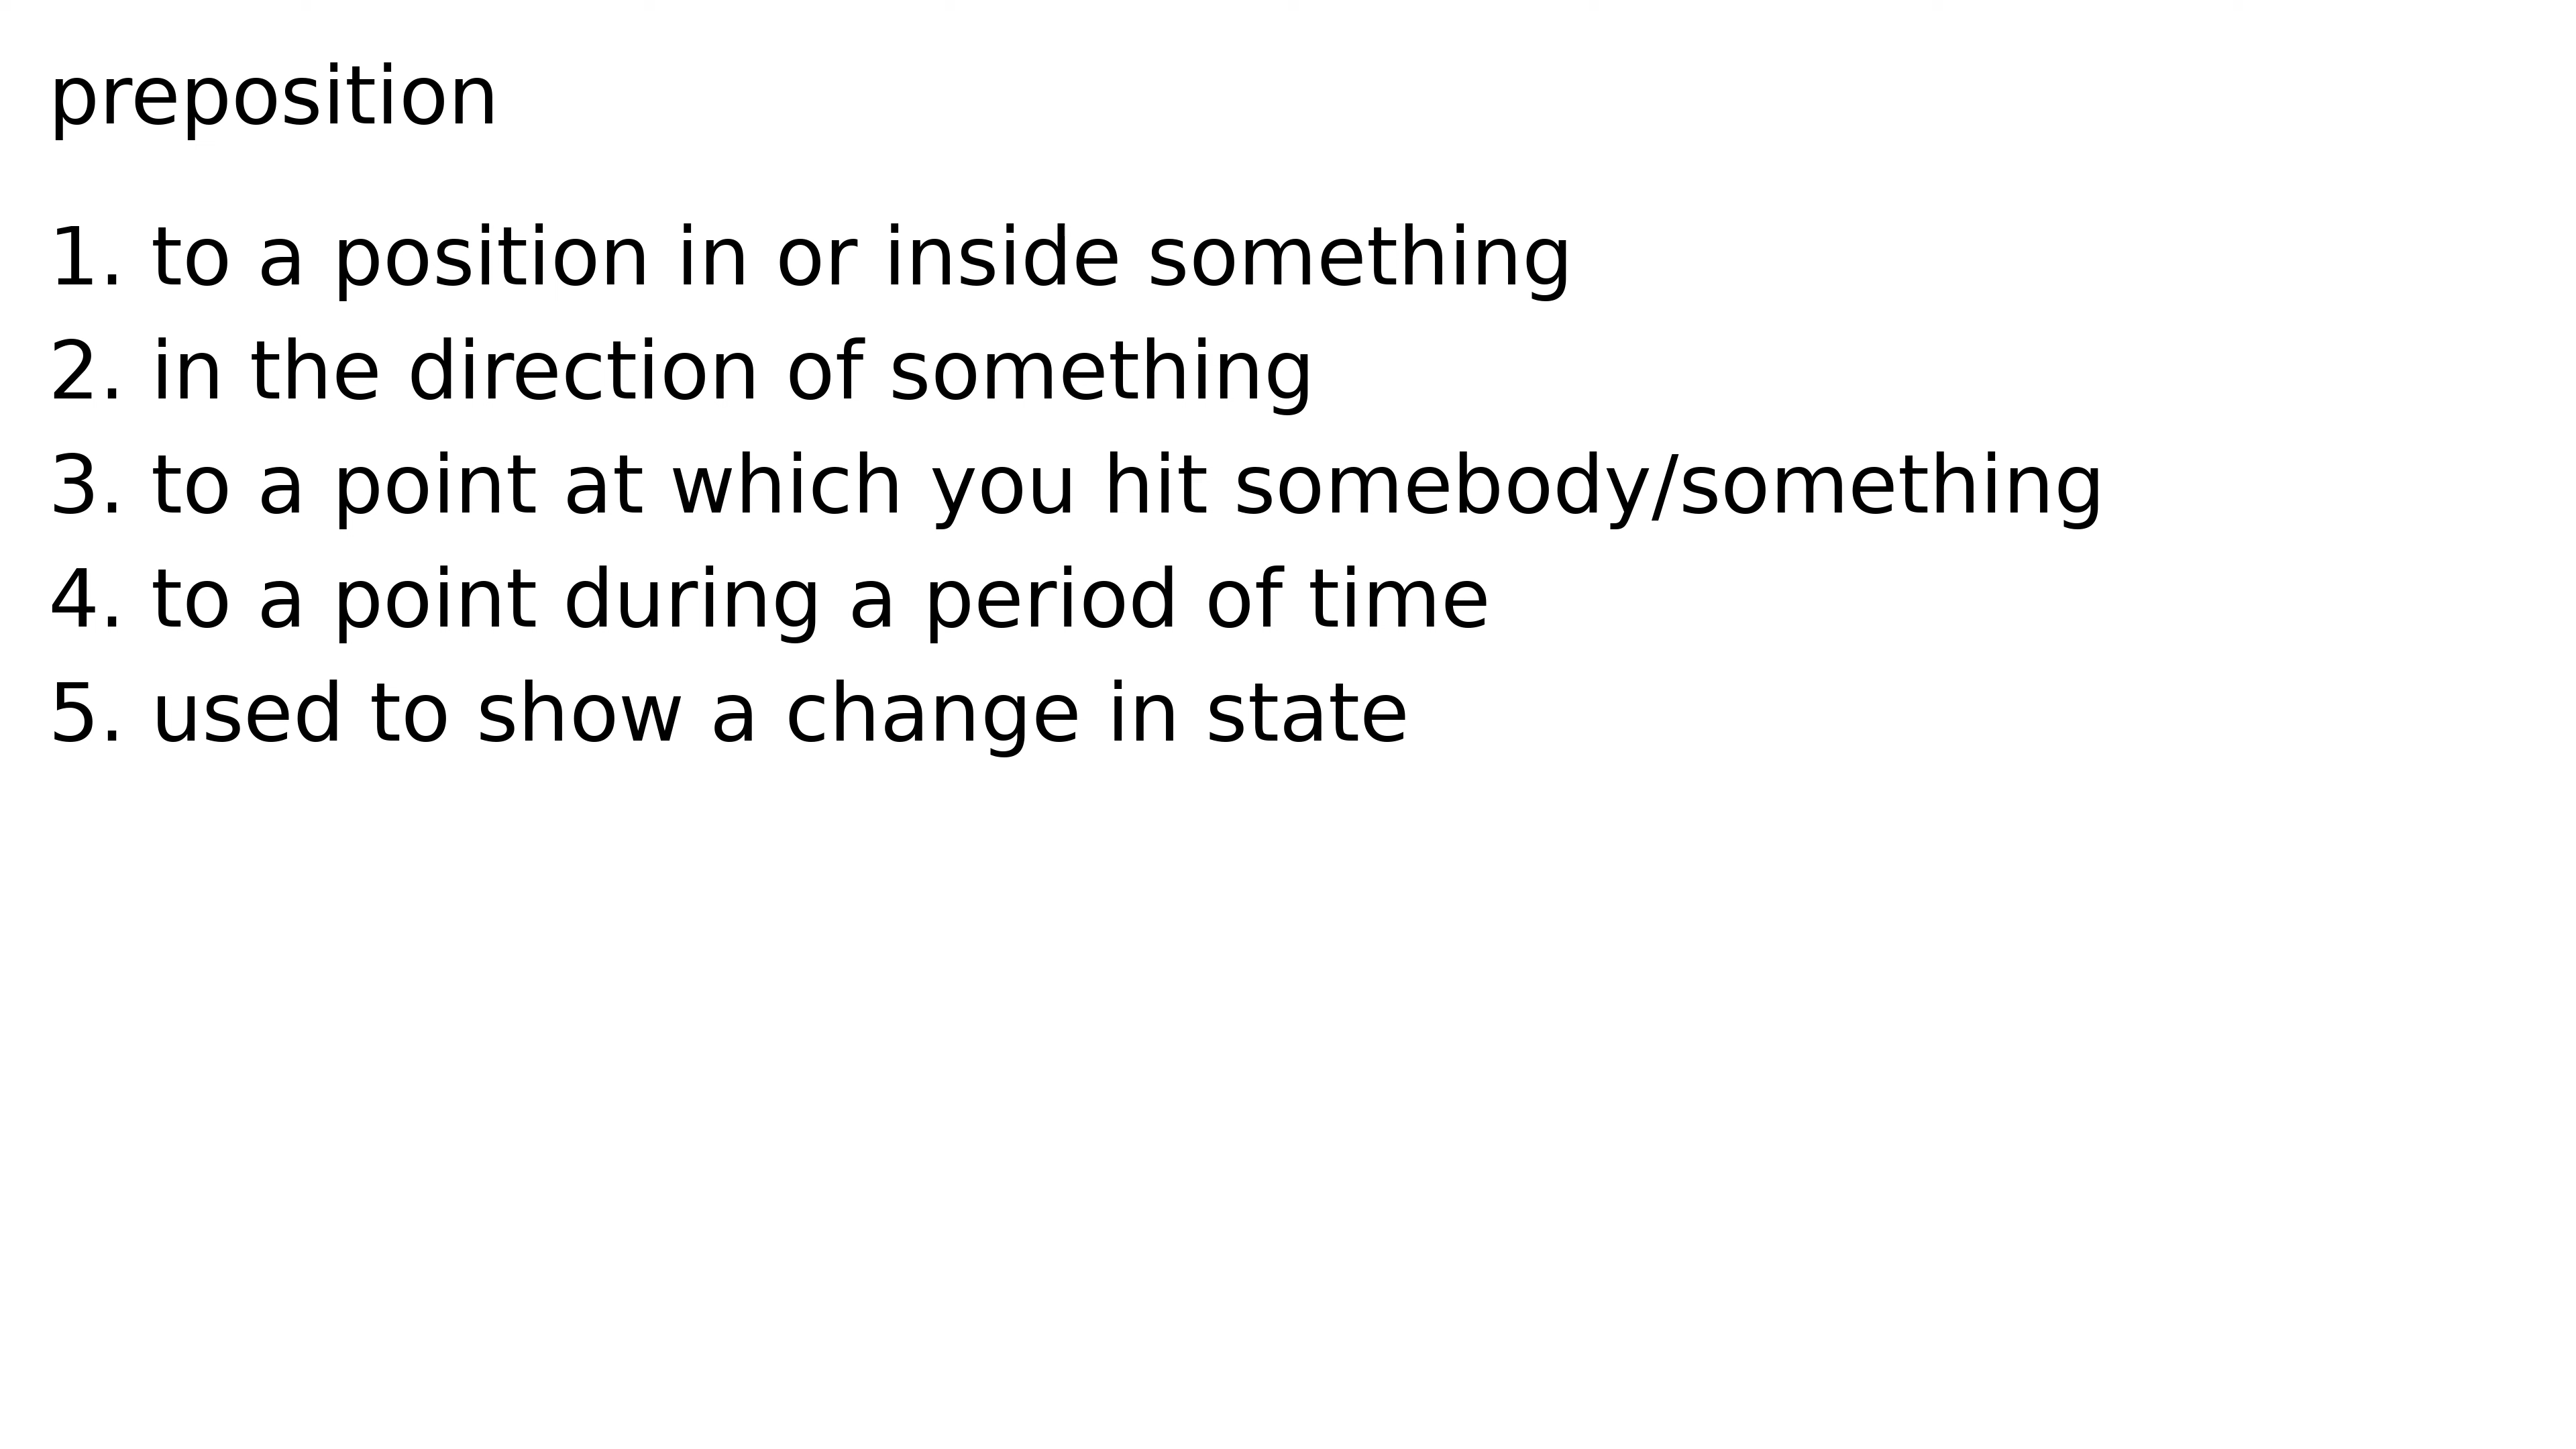 preposition
1. to a position in or inside something
2. in the direction of something
3. to a point at which you hit somebody/something
4. to a point during a period of time
5. used to show a change in state